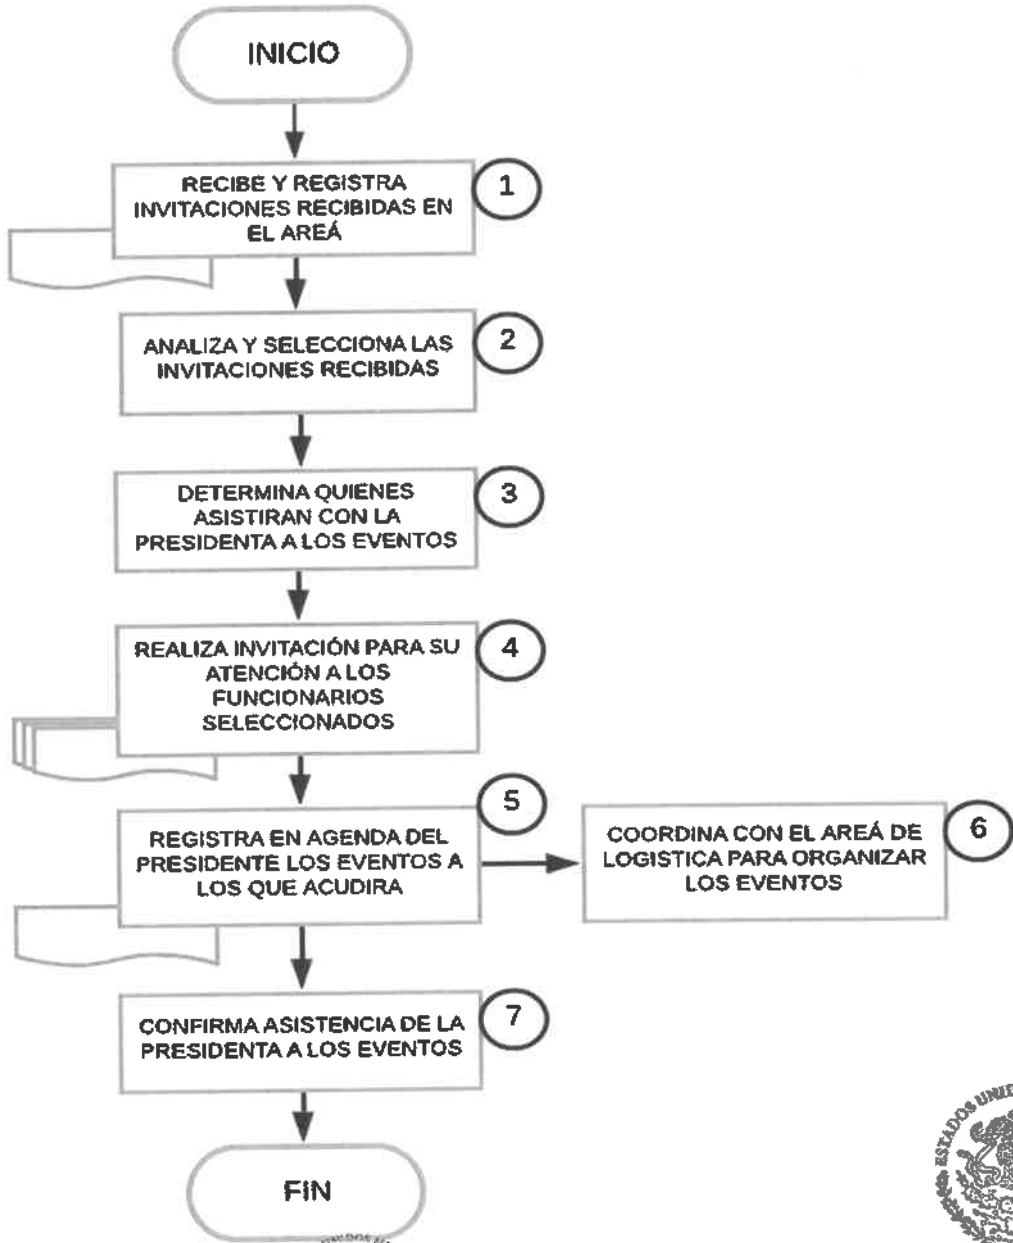 INICIO
1
RECIBE Y REGISTRA
INVITACIONES RECIBIDAS EN
EL AREÁ
2
ANALIZA Y SELECCIONA LAS
INVITACIONES RECIBIDAS
3
DETERMINA QUIENES
ASISTIRAN CON LA
PRESIDENTA A LOS EVENTOS
4
REALIZA INVITACIÓN PARA SU
ATENCIÓN A LOS
FUNCIONARIOS
SELECCIONADOS
5
REGISTRA EN AGENDA DEL
PRESIDENTE LOS EVENTOS A
LOS QUE ACUDIRA
6
COORDINA CON EL AREÁ DE
LOGISTICA PARA ORGANIZAR
LOS EVENTOS
7
CONFIRMA ASISTENCIA DE LA
PRESIDENTA A LOS EVENTOS
FIN
ESTADOS